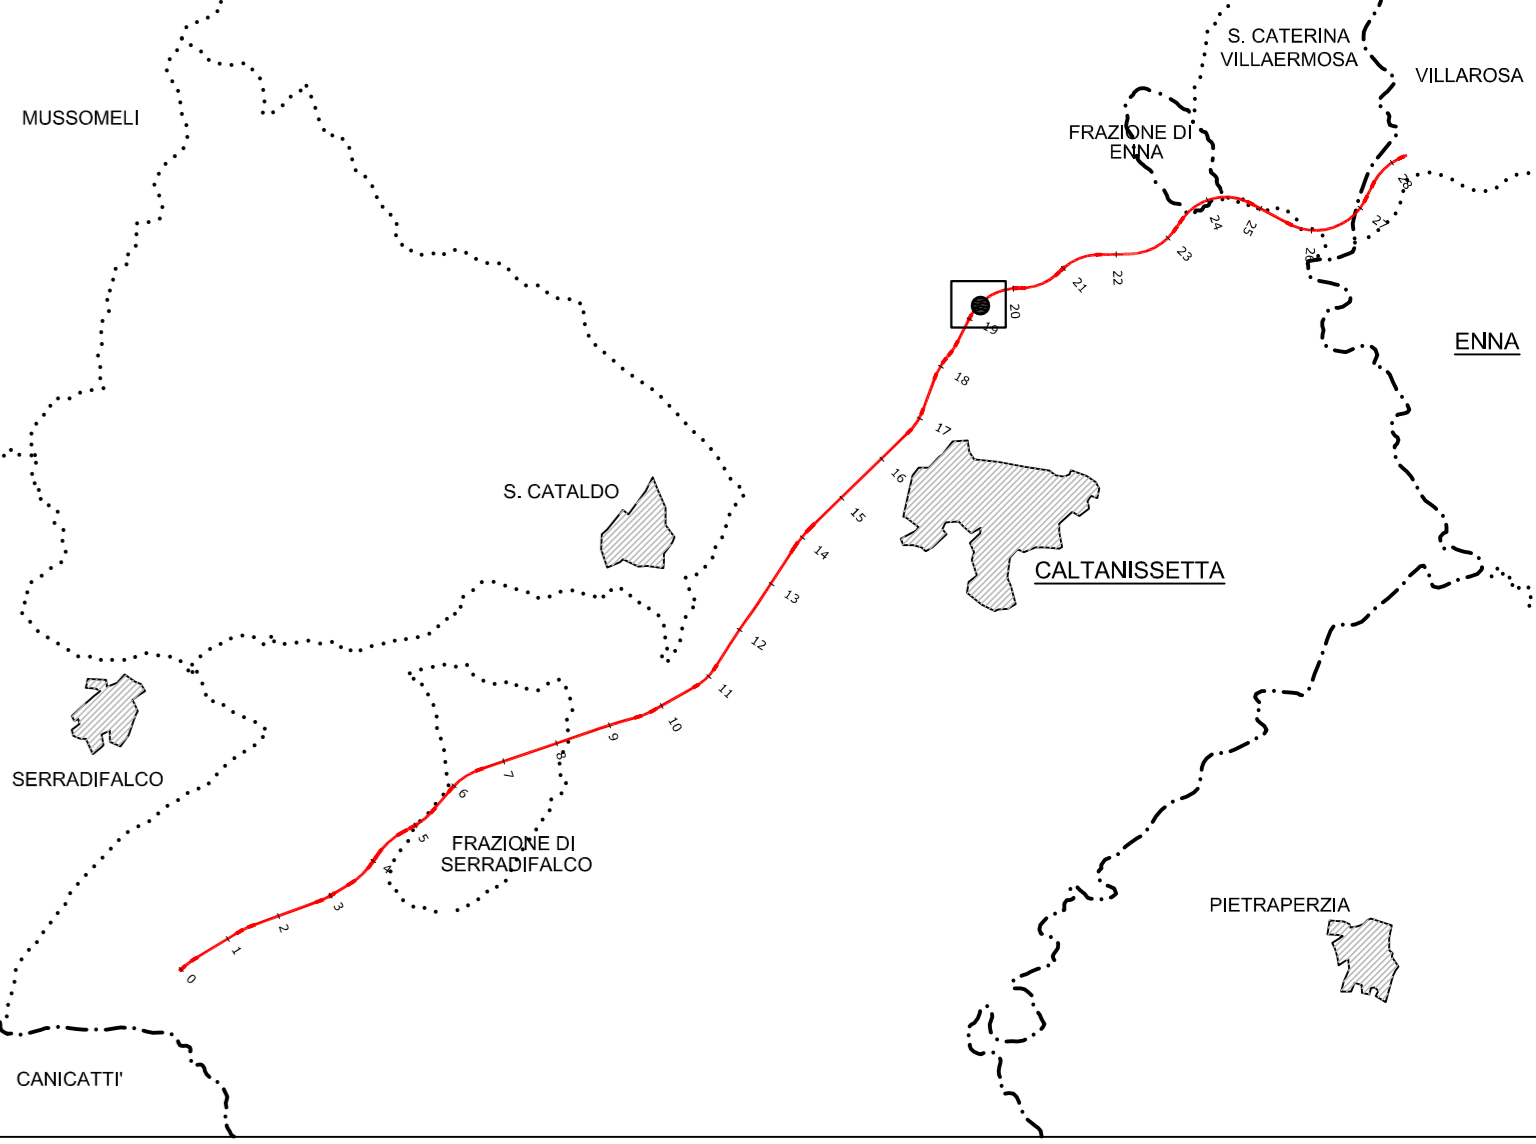 S. CATERINA
VILLAERMOSA
VILLAROSA
MUSSOMELI
FRAZIONE DI
ENNA
ENNA
S. CATALDO
CALTANISSETTA
SERRADIFALCO
FRAZIONE DI
SERRADIFALCO
PIETRAPERZIA
CANICATTI'
0
1
2
3
4
5
6
7
8
9
10
11
12
13
14
15
16
17
18
19
20
21
22
23
24
25
26
27
28